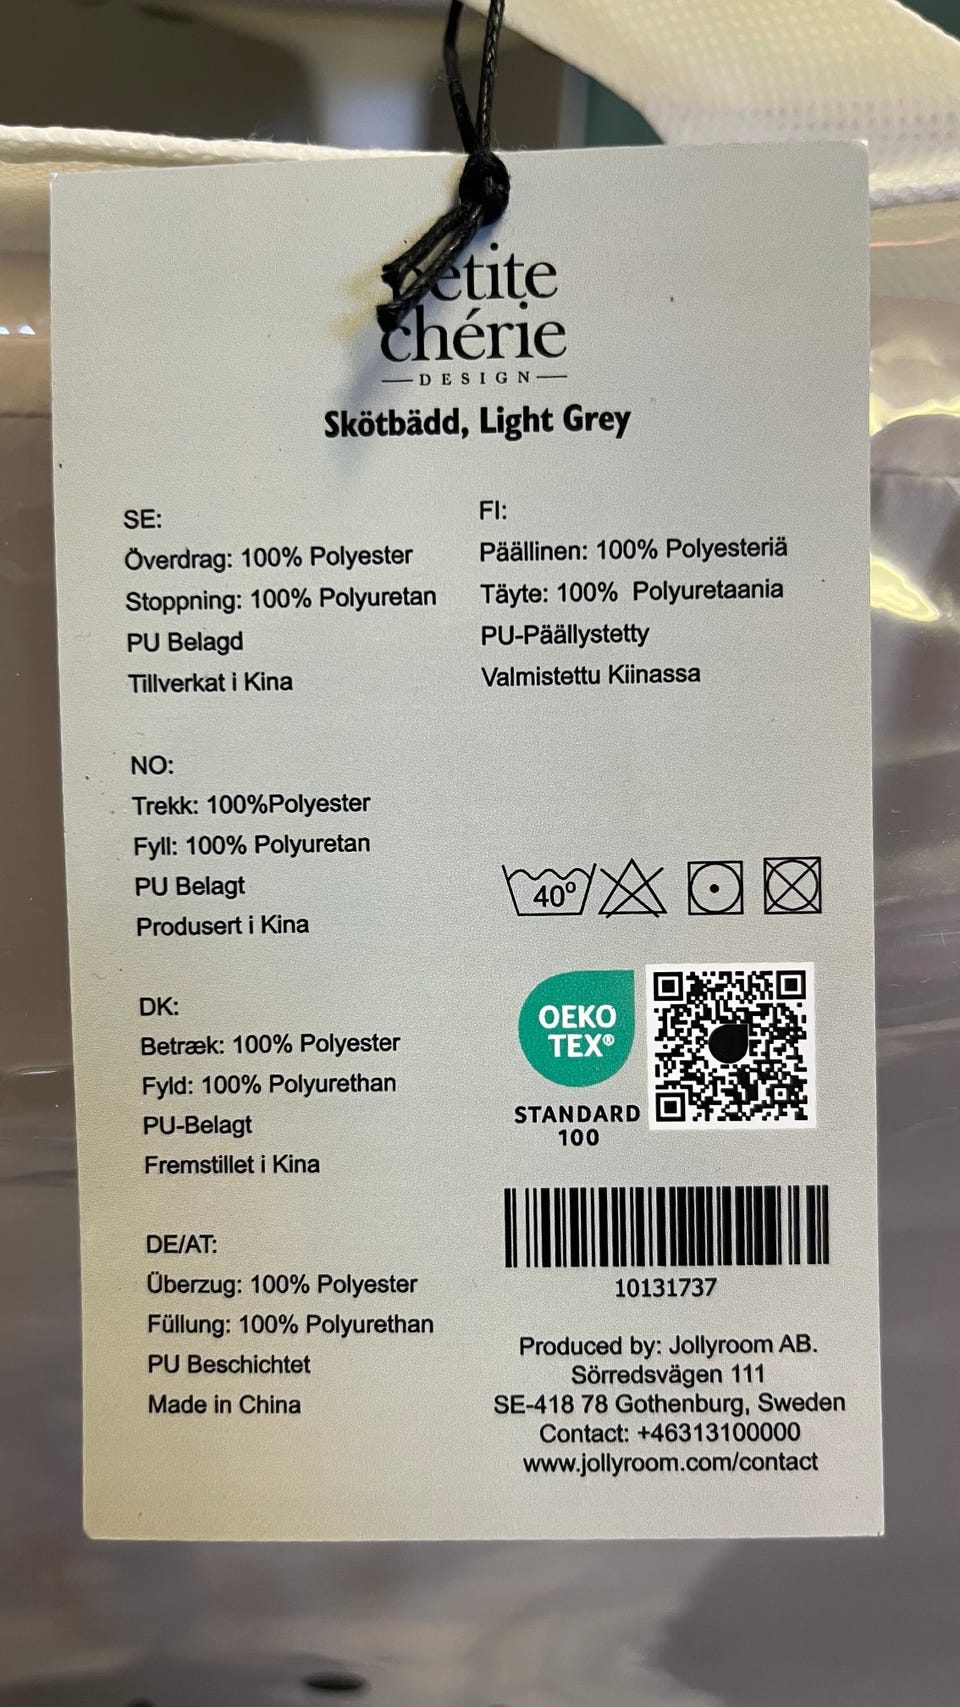 petite
chérie
DESIGN
Skötbädd, Light Grey
SE:
Överdrag: 100% Polyester
Stoppning: 100% Polyuretan
PU Belagd
Tillverkat i Kina
FI:
Päällinen: 100% Polyesteriä
Täyte: 100% Polyuretaania
PU-Päällystetty
Valmistettu Kiinassa
NO:
Trekk: 100%Polyester
Fyll: 100% Polyuretan
PU Belagt
Produsert i Kina
DK:
Betræk: 100% Polyester
Fyld: 100% Polyurethan
PU-Belagt
Fremstillet i Kina
DE/AT:
Überzug: 100% Polyester
Füllung: 100% Polyurethan
PU Beschichtet
Made in China
40º
OEKO
TEX®
STANDARD
100
10131737
Produced by: Jollyroom AB.
Sörredsvägen 111
SE-418 78 Gothenburg, Sweden
Contact: +46313100000
www.jollyroom.com/contact